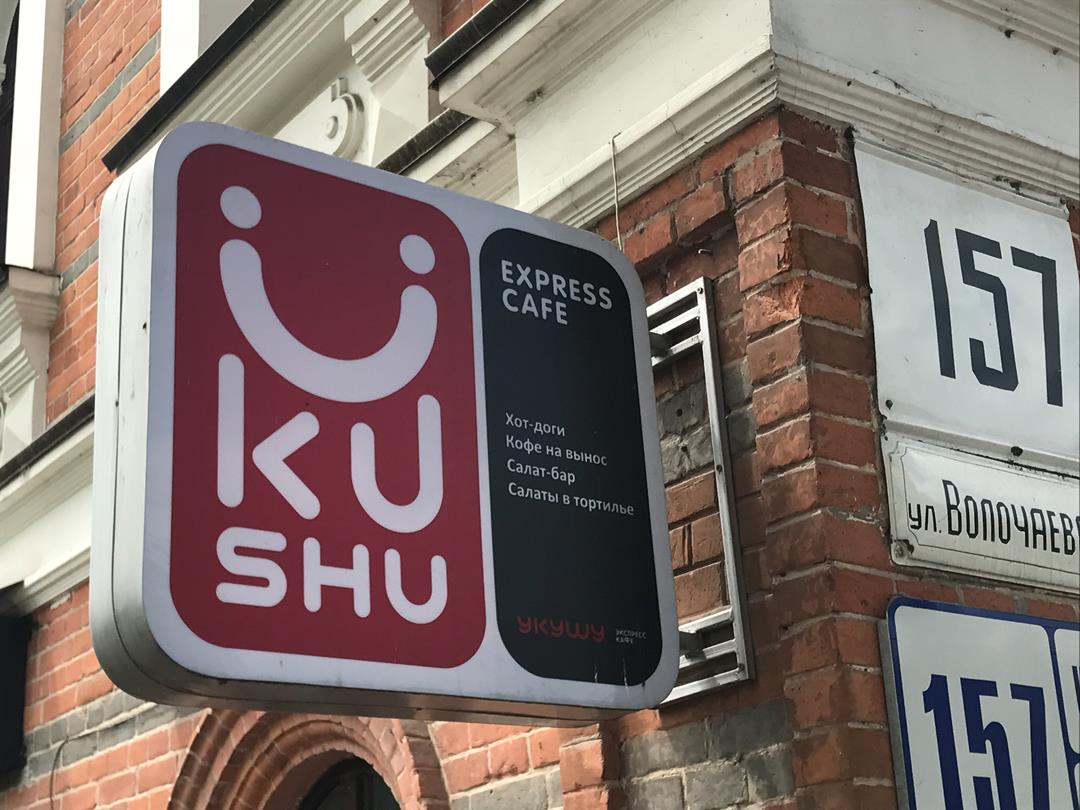 Ü
KU
SHU
EXPRESS
CAFE
Хот-доги
Кофе на вынос
Салат-бар
Салаты в тортилье
укушу
ЭКСПРЕСС
КАФЕ
157
ул. Волочаев
157